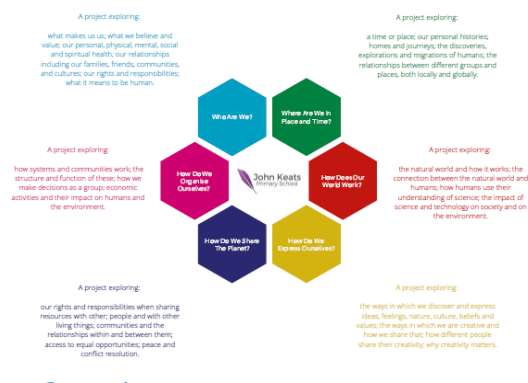 A project exploring:
what makes us us; what we believe and
value; our personal, physical, mental, social
and spiritual health; our relationships
including our families, friends, communities,
and cultures; our rights and responsibilities;
what it means to be human.
A project exploring:
a time or place; our personal histories;
homes and journeys; the discoveries,
explorations and migrations of humans; the
relationships between different groups and
places, both locally and globally.
Who Are We?
Where Are We in
Place and Time?
A project exploring:
how systems and communities work; the
structure and function of these; how we
make decisions as a group; economic
activities and their impact on humans and
the environment.
How Do We
Organise
Ourselves?
John Keats
Primary School
How Does Our
World Work?
A project exploring:
the natural world and how it works; the
connection between the natural world and
humans; how humans use their
understanding of science; the impact of
science and technology on society and on
the environment.
How Do We Share
The Planet?
How Do We
Express Ourselves?
A project exploring:
our rights and responsibilities when sharing
resources with other; people and with other
living things; communities and the
relationships within and between them;
access to equal opportunities; peace and
conflict resolution.
A project exploring:
the ways in which we discover and express
ideas, feelings, nature, culture, beliefs and
values; the ways in which we are creative and
how we share that; how different people
share their creativity; why creativity matters.